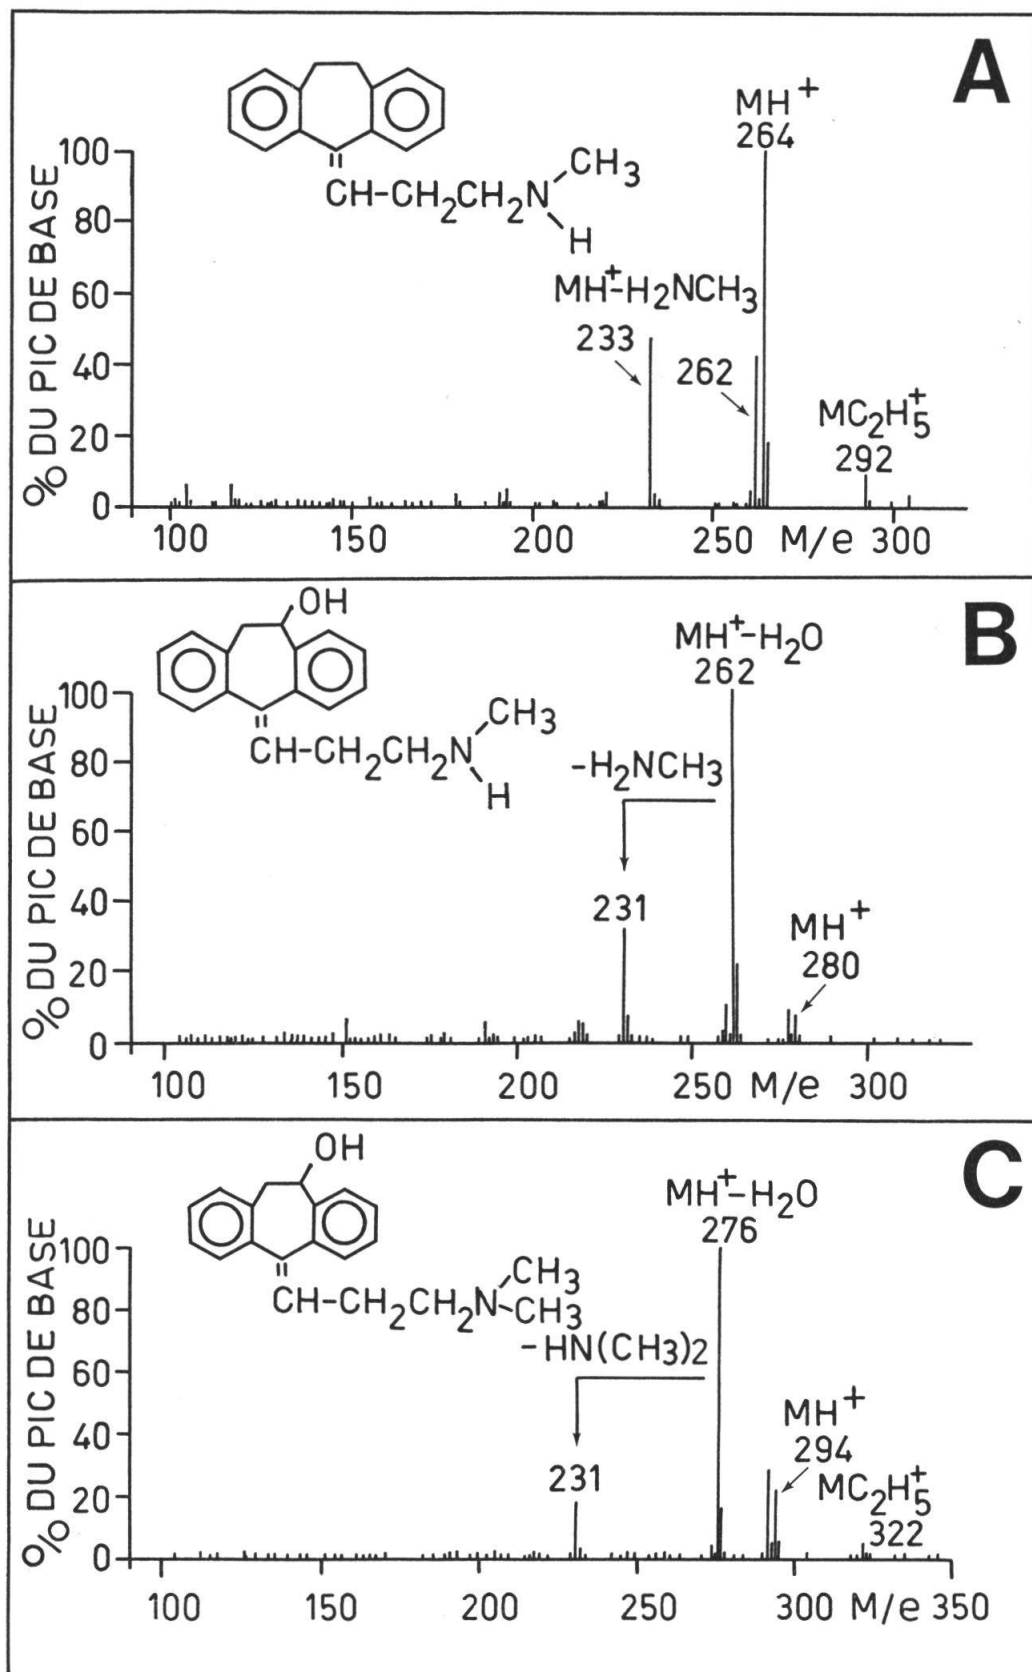 A
MH+
264
CH-CH2CH2N
CH3
H
MH+-H2NCH3
233
262
MC2H5+
292
% DU PIC DE BASE
100
80
60
40
20
0
100 150 200 250 M/e 300
B
OH
MH+-H2O
262
CH-CH2CH2N
CH3
H
-H2NCH3
231
MH+
280
% DU PIC DE BASE
100
80
60
40
20
0
100 150 200 250 M/e 300
C
OH
MH+-H2O
276
CH-CH2CH2N
CH3
CH3
-HN(CH3)2
231
MH+
294
MC2H5+
322
% DU PIC DE BASE
100
80
60
40
20
0
100 150 200 250 300 M/e 350